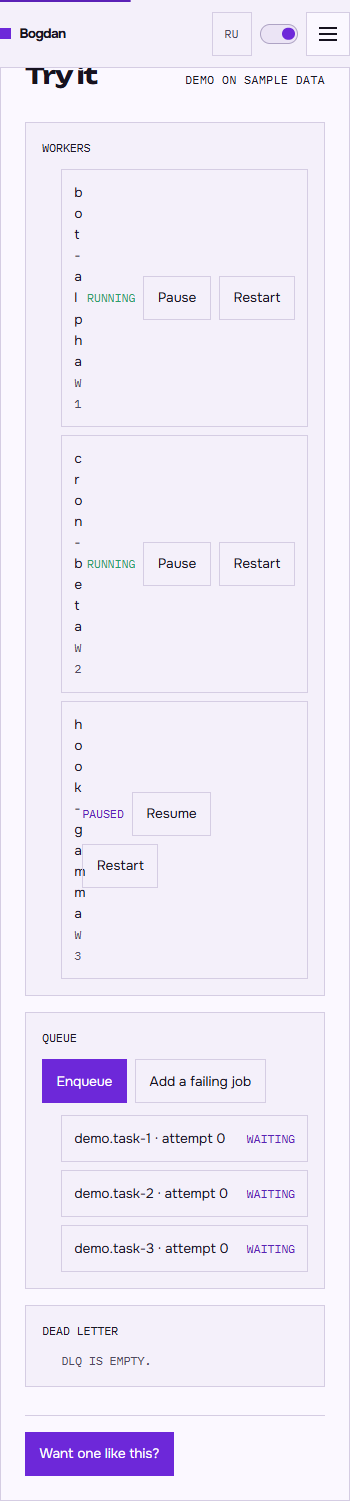 Bogdan
RU
Try it
DEMO ON SAMPLE DATA
WORKERS
bot-alpha
W1
RUNNING
Pause
Restart
cron-beta
W2
RUNNING
Pause
Restart
hook-gamma
W3
PAUSED
Resume
Restart
QUEUE
Enqueue
Add a failing job
demo.task-1 · attempt 0 WAITING
demo.task-2 · attempt 0 WAITING
demo.task-3 · attempt 0 WAITING
DEAD LETTER
DLQ IS EMPTY.
Want one like this?